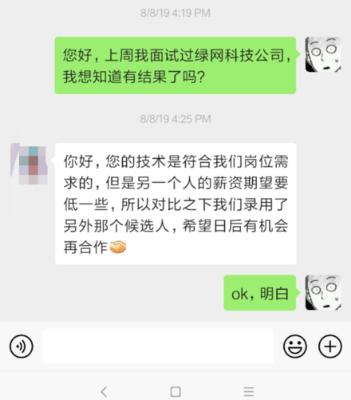 8/8/19 4:19 PM
您好，上周我面试过绿网科技公司，
我想知道有结果了吗？
8/8/19 4:25 PM
你好，您的技术是符合我们岗位需
求的，但是另一个人的薪资期望要
低一些，所以对比之下我们录用了
另外那个候选人，希望日后有机会
再合作
ok，明白